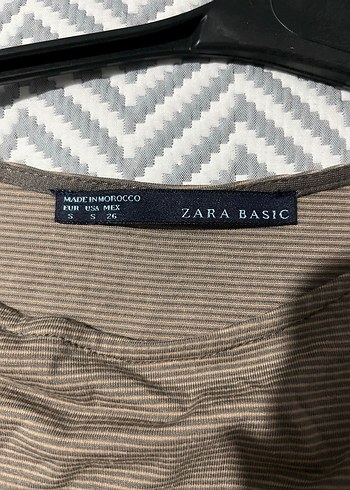 MADE IN MOROCCO
EUR USA MEX
S S 26
ZARA BASIC